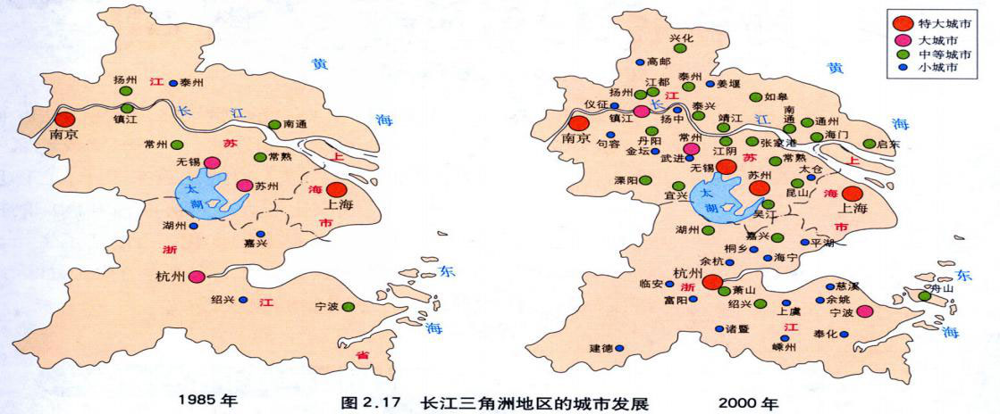 黄
海
东
海
江
苏
浙
江
省
上
海
市
长
江
太
湖
扬州
泰州
镇江
南京
南通
常州
常熟
无锡
苏州
上海
湖州
嘉兴
杭州
绍兴
宁波
1985年
特大城市
大城市
中等城市
小城市
黄
海
东
海
江
苏
浙
江
上
海
市
长
江
太
湖
兴化
高邮
泰州
姜堰
江都
扬州
仪征
镇江
扬中
泰兴
如皋
靖江
南通
通州
海门
启东
南京
句容
丹阳
金坛
常州
武进
江阴
张家港
无锡
常熟
太仓
苏州
昆山
溧阳
宜兴
吴江
上海
湖州
嘉兴
平湖
桐乡
海宁
余杭
杭州
临安
萧山
富阳
绍兴
上虞
慈溪
余姚
宁波
舟山
诸暨
嵊州
奉化
建德
2000年
图2.17 长江三角洲地区的城市发展